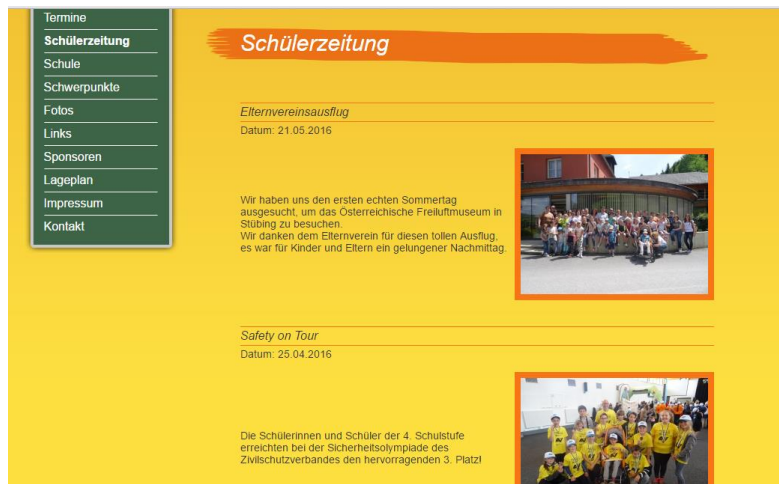 Termine
Schülerzeitung
Schule
Schwerpunkte
Fotos
Links
Sponsoren
Lageplan
Impressum
Kontakt
Schülerzeitung
Elternvereinsausflug
Datum: 21.05.2016
Wir haben uns den ersten echten Sommertag
ausgesucht, um das Österreichische Freiluftmuseum in
Stübing zu besuchen.
Wir danken dem Elternverein für diesen tollen Ausflug,
es war für Kinder und Eltern ein gelungener Nachmittag.
Safety on Tour
Datum: 25.04.2016
Die Schülerinnen und Schüler der 4. Schulstufe
erreichten bei der Sicherheitsolympiade des
Zivilschutzverbandes den hervorragenden 3. Platz!